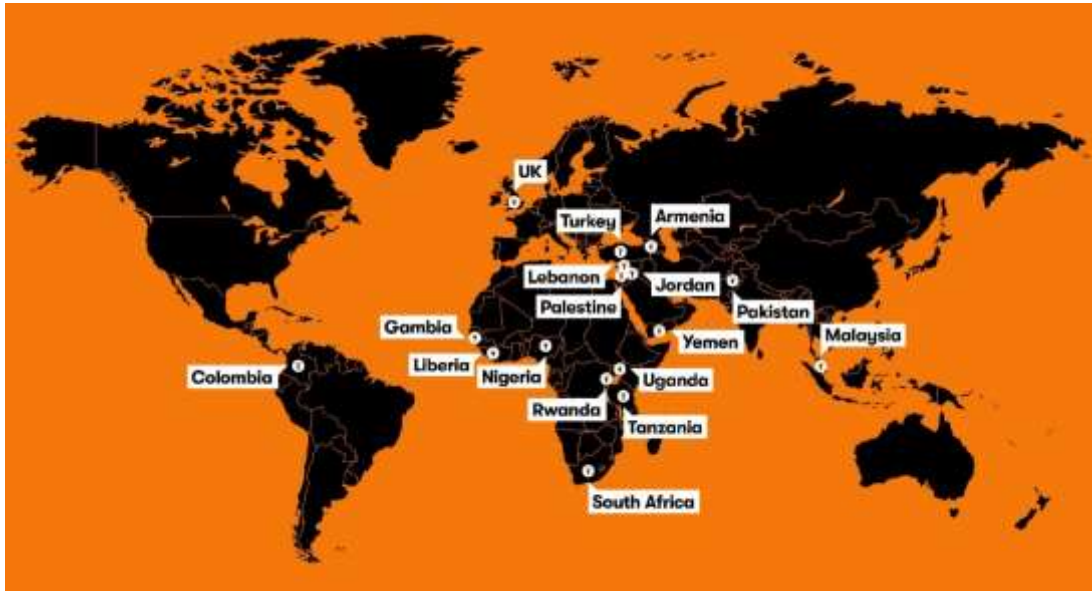 UK
Turkey
Armenia
Lebanon
Jordan
Palestine
Pakistan
Gambia
Yemen
Malaysia
Liberia
Colombia
Nigeria
Uganda
Rwanda
Tanzania
South Africa